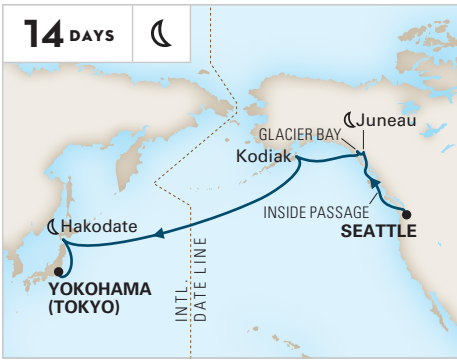 14 DAYS
Juneau
GLACIER BAY
Kodiak
INSIDE PASSAGE
SEATTLE
Hakodate
YOKOHAMA
(TOKYO)
INTL.
DATE LINE